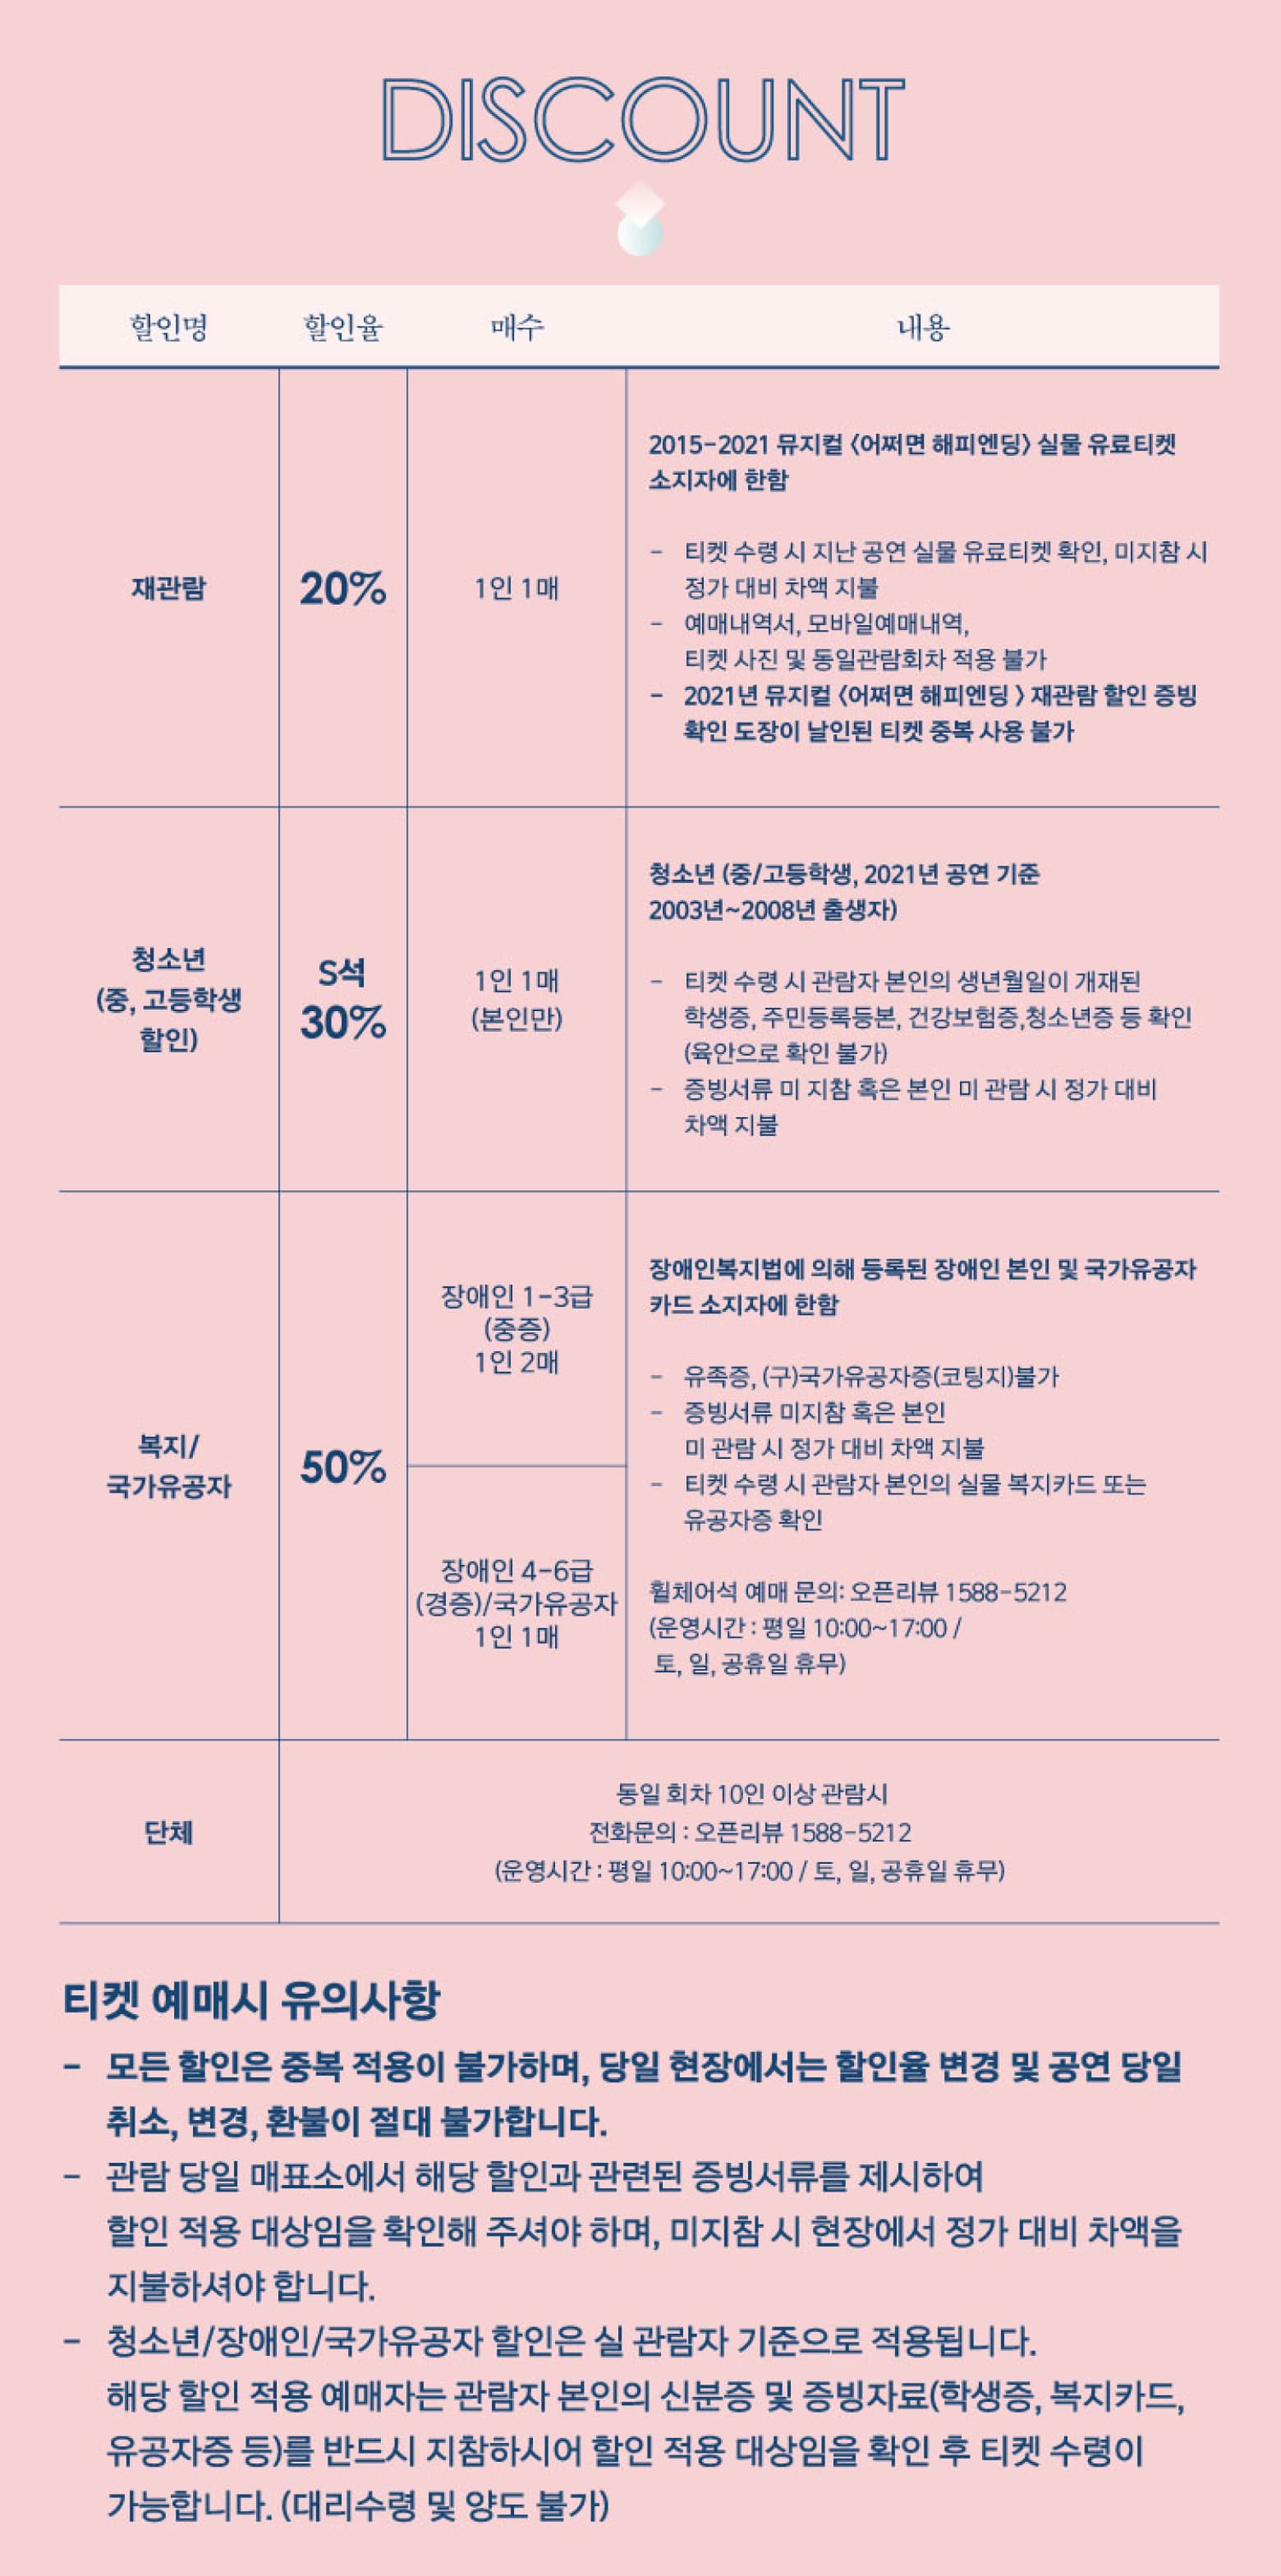 DISCOUNT
할인명 할인율 매수 내용
재관람
20%
1인 1매
2015-2021 뮤지컬 〈어쩌면 해피엔딩〉 실물 유료티켓
소지자에 한함
- 티켓 수령 시 지난 공연 실물 유료티켓 확인, 미지참 시
정가 대비 차액 지불
- 예매내역서, 모바일예매내역,
티켓 사진 및 동일관람회차 적용 불가
- 2021년 뮤지컬 〈어쩌면 해피엔딩 〉 재관람 할인 증빙
확인 도장이 날인된 티켓 중복 사용 불가
청소년
(중, 고등학생
할인)
S석
30%
1인 1매
(본인만)
청소년 (중/고등학생, 2021년 공연 기준
2003년~2008년 출생자)
- 티켓 수령 시 관람자 본인의 생년월일이 개재된
학생증, 주민등록등본, 건강보험증,청소년증 등 확인
(육안으로 확인 불가)
- 증빙서류 미 지참 혹은 본인 미 관람 시 정가 대비
차액 지불
복지/
국가유공자
50%
장애인 1-3급
(중증)
1인 2매
장애인 4-6급
(경증)/국가유공자
1인 1매
장애인복지법에 의해 등록된 장애인 본인 및 국가유공자
카드 소지자에 한함
- 유족증, (구)국가유공자증(코팅지)불가
- 증빙서류 미지참 혹은 본인
미 관람 시 정가 대비 차액 지불
- 티켓 수령 시 관람자 본인의 실물 복지카드 또는
유공자증 확인
휠체어석 예매 문의: 오픈리뷰 1588-5212
(운영시간 : 평일 10:00~17:00 /
토, 일, 공휴일 휴무)
단체
동일 회차 10인 이상 관람시
전화문의 : 오픈리뷰 1588-5212
(운영시간 : 평일 10:00~17:00 / 토, 일, 공휴일 휴무)
티켓 예매시 유의사항
- 모든 할인은 중복 적용이 불가하며, 당일 현장에서는 할인율 변경 및 공연 당일
취소, 변경, 환불이 절대 불가합니다.
- 관람 당일 매표소에서 해당 할인과 관련된 증빙서류를 제시하여
할인 적용 대상임을 확인해 주셔야 하며, 미지참 시 현장에서 정가 대비 차액을
지불하셔야 합니다.
- 청소년/장애인/국가유공자 할인은 실 관람자 기준으로 적용됩니다.
해당 할인 적용 예매자는 관람자 본인의 신분증 및 증빙자료(학생증, 복지카드,
유공자증 등)를 반드시 지참하시어 할인 적용 대상임을 확인 후 티켓 수령이
가능합니다. (대리수령 및 양도 불가)